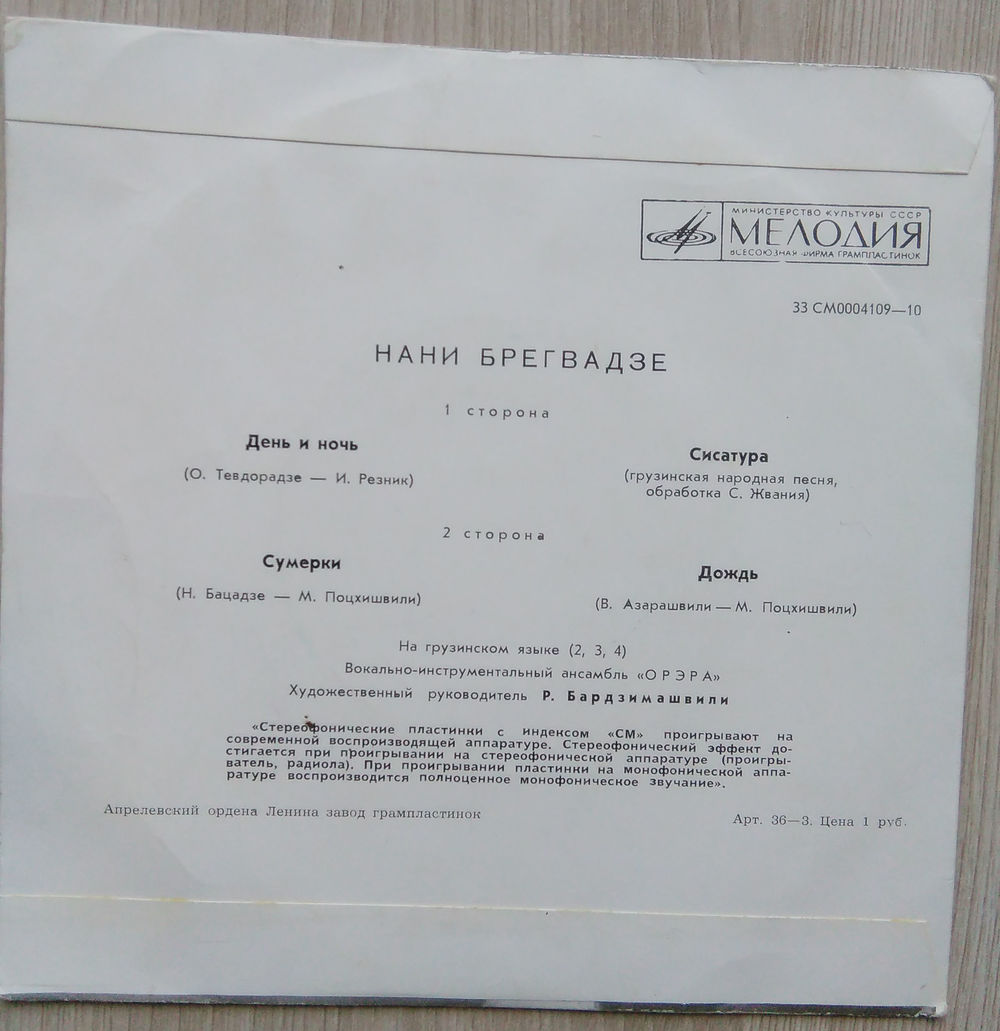 МИНИСТЕРСТВО КУЛЬТУРЫ СССР
МЕЛОДИЯ
ВСЕСОЮЗНАЯ ФИРМА ГРАМПЛАСТИНОК
33 СМ0004109—10
НАНИ БРЕГВАДЗЕ
1 сторона
День и ночь
(О. Тевдорадзе — И. Резник)
Сисатура
(грузинская народная песня,
обработка С. Жвания)
2 сторона
Сумерки
(Н. Бацадзе — М. Поцхишвили)
Дождь
(В. Азарашвили — М. Поцхишвили)
На грузинском языке (2, 3, 4)
Вокально-инструментальный ансамбль «ОРЭРА»
Художественный руководитель Р. Бардзимашвили
«Стереофонические пластинки с индексом «СМ» проигрывают на
современной воспроизводящей аппаратуре. Стереофонический эффект до-
стигается при проигрывании на стереофонической аппаратуре (проигры-
ватель, радиола). При проигрывании пластинки на монофонической аппа-
ратуре воспроизводится полноценное монофоническое звучание».
Апрелевский ордена Ленина завод грампластинок
Арт. 36—3. Цена 1 руб.